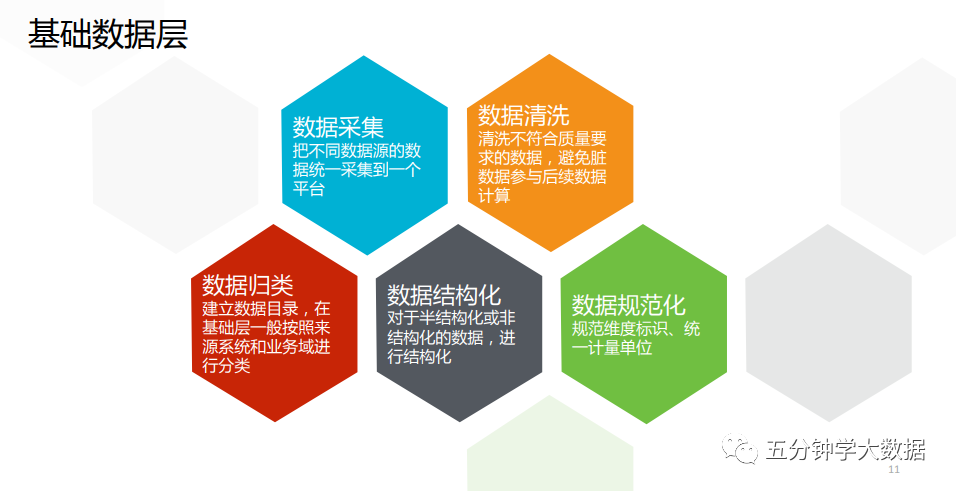 基础数据层
数据采集
把不同数据源的数
据统一采集到一个
平台
数据清洗
清洗不符合质量要
求的数据，避免脏
数据参与后续数据
计算
数据归类
建立数据目录，在
基础层一般按照来
源系统和业务域进
行分类
数据结构化
对于半结构化或非
结构化的数据，进
行结构化
数据规范化
规范维度标识、统
一计量单位
五分钟学大数据
11